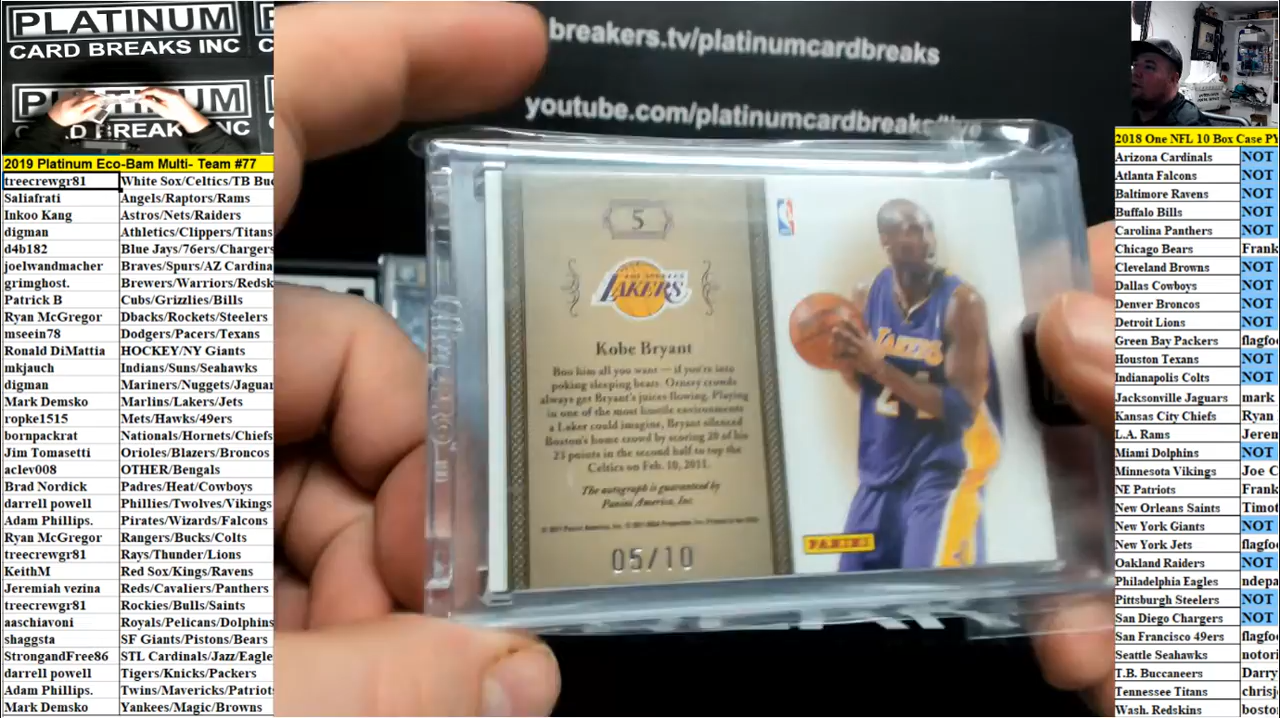 PLATINUM
CARD BREAKS INC
PLATINUM
CARD BREAKS INC
2019 Platinum Eco-Bam Multi- Team #77
treecrewgr81 White Sox/Celtics/TB Buc
Saliafrati Angels/Raptors/Rams
Inkoo Kang Astros/Nets/Raiders
digman Athletics/Clippers/Titans
d4b182 Blue Jays/76ers/Chargers
joelwandmacher Braves/Spurs/AZ Cardina
grimghost. Brewers/Warriors/Redsk
Patrick B Cubs/Grizzlies/Bills
Ryan McGregor Dbacks/Rockets/Steelers
mseein78 Dodgers/Pacers/Texans
Ronald DiMattia HOCKEY/NY Giants
mkjauch Indians/Suns/Seahawks
digman Mariners/Nuggets/Jaguar
Mark Demsko Marlins/Lakers/Jets
ropke1515 Mets/Hawks/49ers
bornpackrat Nationals/Hornets/Chiefs
Jim Tomasetti Orioles/Blazers/Broncos
aclev008 OTHER/Bengals
Brad Nordick Padres/Heat/Cowboys
darrell powell Phillies/Twolves/Vikings
Adam Phillips. Pirates/Wizards/Falcons
Ryan McGregor Rangers/Bucks/Colts
treecrewgr81 Rays/Thunder/Lions
KeithM Red Sox/Kings/Ravens
Jeremiah vezina Reds/Cavaliers/Panthers
treecrewgr81 Rockies/Bulls/Saints
aaschiavoni Royals/Pelicans/Dolphins
shaggsta SF Giants/Pistons/Bears
StrongandFree86 STL Cardinals/Jazz/Eagle
darrell powell Tigers/Knicks/Packers
Adam Phillips. Twins/Mavericks/Patriots
Mark Demsko Yankees/Magic/Browns
breakers.tv/platinumcardbreaks
youtube.com/platinumcardbreaks/live
5
LOS ANGELES
LAKERS
Kobe Bryant
Boo him all you want — if you're into
poking sleeping bears. Ornery crowds
always get Bryant's juices flowing. Playing
in one of the most hostile environments
a Laker could imagine, Bryant silenced
Boston's home crowd by scoring 20 of his
23 points in the second half to top the
Celtics on Feb. 10, 2011.
The autograph is guaranteed by
Panini America, Inc.
05/10
LAKERS
24
PANINI
2018 One NFL 10 Box Case PY
Arizona Cardinals NOT
Atlanta Falcons NOT
Baltimore Ravens NOT
Buffalo Bills NOT
Carolina Panthers NOT
Chicago Bears Frank
Cleveland Browns NOT
Dallas Cowboys NOT
Denver Broncos NOT
Detroit Lions NOT
Green Bay Packers flagfoo
Houston Texans NOT
Indianapolis Colts NOT
Jacksonville Jaguars mark
Kansas City Chiefs Ryan
L.A. Rams Jeren
Miami Dolphins NOT
Minnesota Vikings Joe C
NE Patriots Frank
New Orleans Saints Timot
New York Giants NOT
New York Jets flagfo
Oakland Raiders NOT
Philadelphia Eagles ndepa
Pittsburgh Steelers NOT
San Diego Chargers NOT
San Francisco 49ers flagfo
Seattle Seahawks notori
T.B. Buccaneers Darry
Tennessee Titans chrisj
Wash. Redskins bosto